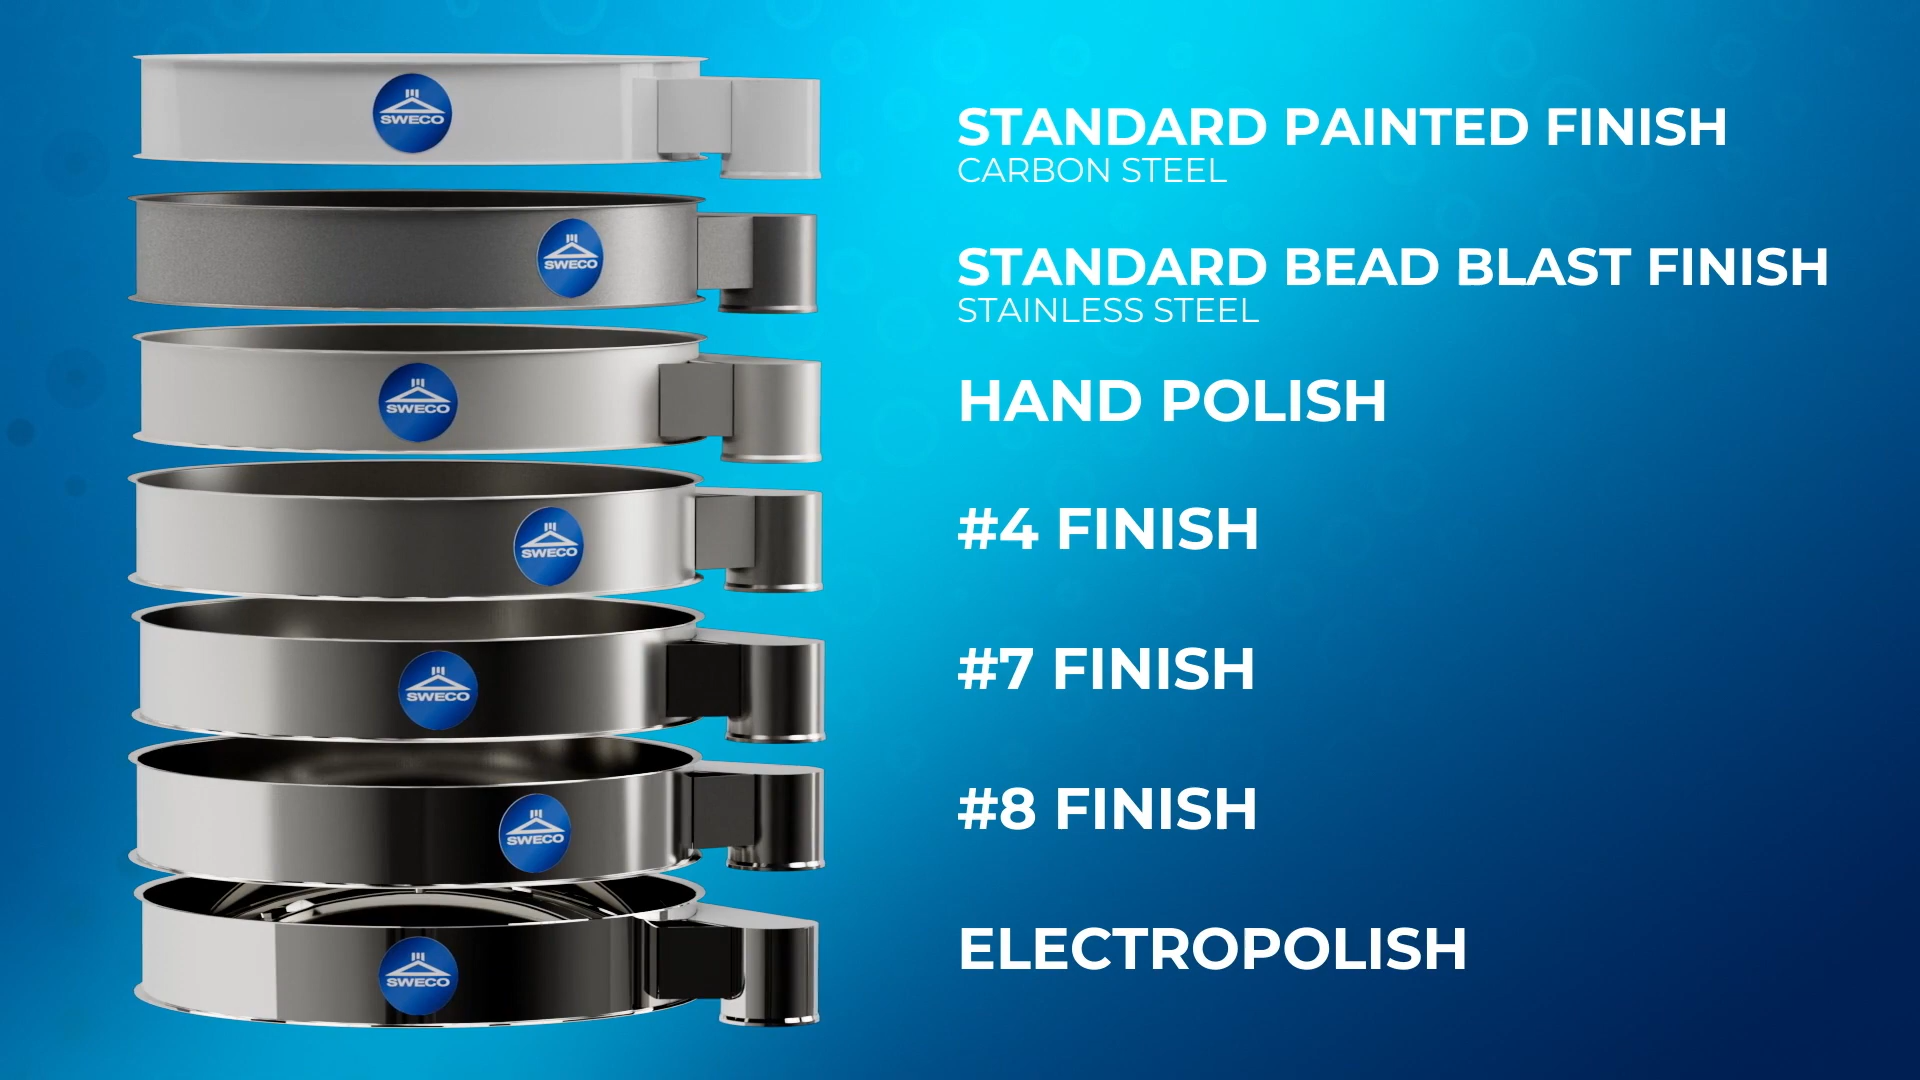 SWECO
STANDARD PAINTED FINISH
CARBON STEEL
SWECO
STANDARD BEAD BLAST FINISH
STAINLESS STEEL
SWECO
HAND POLISH
SWECO
#4 FINISH
SWECO
#7 FINISH
SWECO
#8 FINISH
SWECO
ELECTROPOLISH